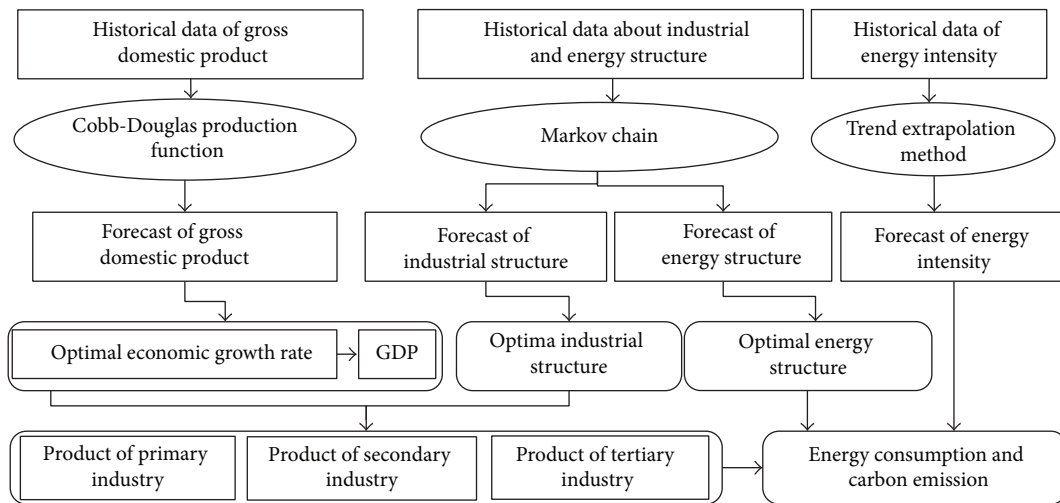 Historical data of gross
domestic product
Historical data about industrial
and energy structure
Historical data of
energy intensity
Cobb-Douglas production
function
Markov chain
Trend extrapolation
method
Forecast of gross
domestic product
Forecast of
industrial structure
Forecast of
energy structure
Forecast of energy
intensity
Optimal economic growth rate
GDP
Optima industrial
structure
Optimal energy
structure
Product of primary
industry
Product of secondary
industry
Product of tertiary
industry
Energy consumption and
carbon emission